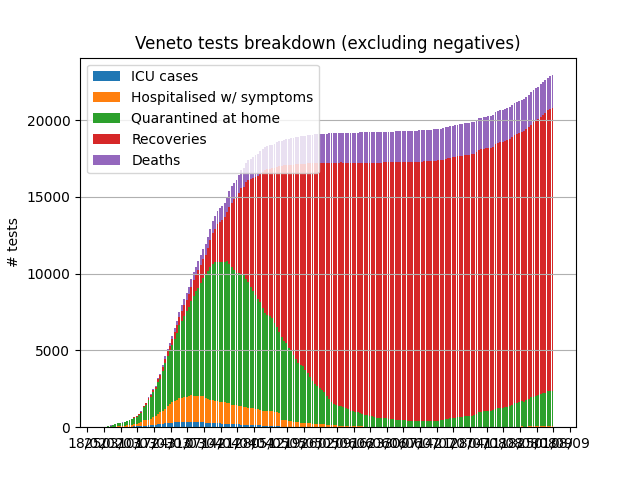 Veneto tests breakdown (excluding negatives)
ICU cases
Hospitalised w/ symptoms
Quarantined at home
Recoveries
Deaths
# tests
20000
15000
10000
5000
0